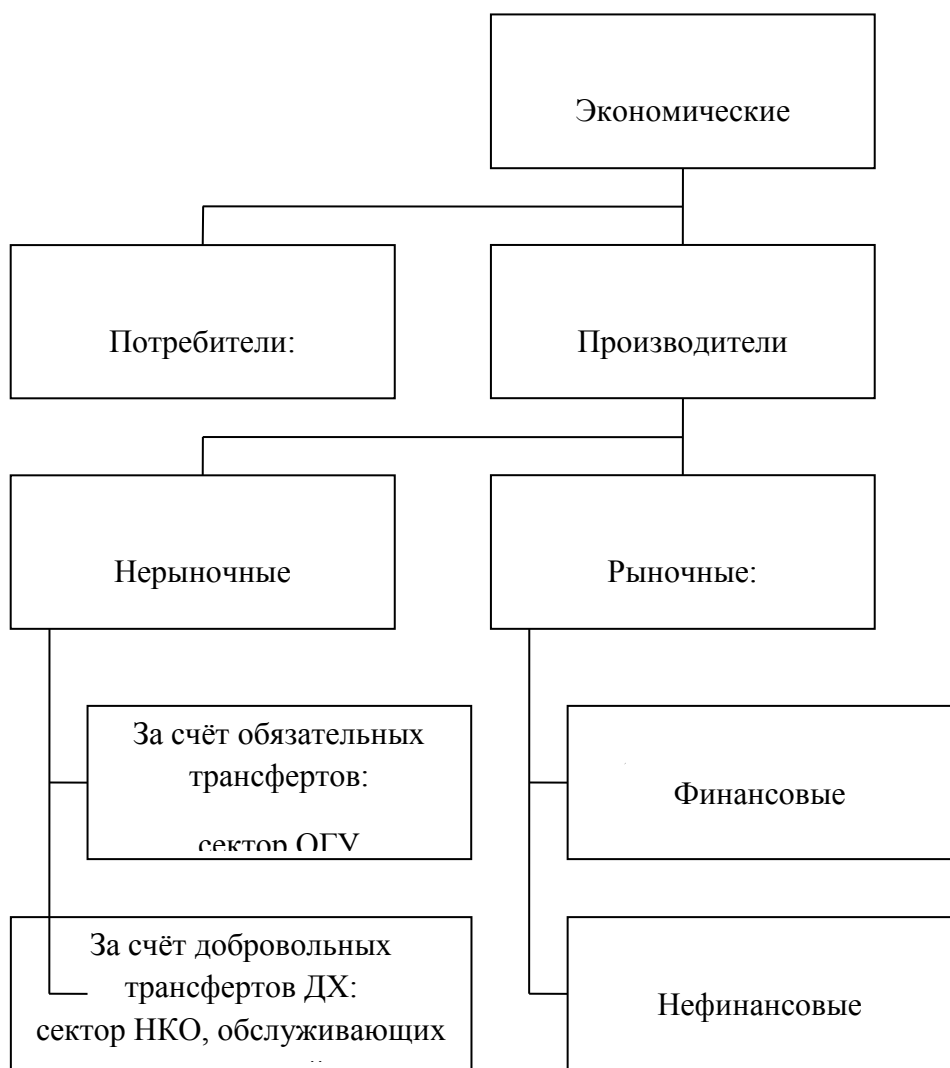 Экономические
Потребители:
Производители
Нерыночные
Рыночные:
За счёт обязательных
трансфертов:
сектор ОГУ
Финансовые
За счёт добровольных
трансфертов ДХ:
сектор НКО, обслуживающих
Нефинансовые